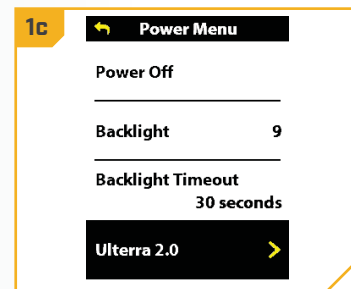 1c
Power Menu
Power Off
Backlight 9
Backlight Timeout
30 seconds
Ulterra 2.0